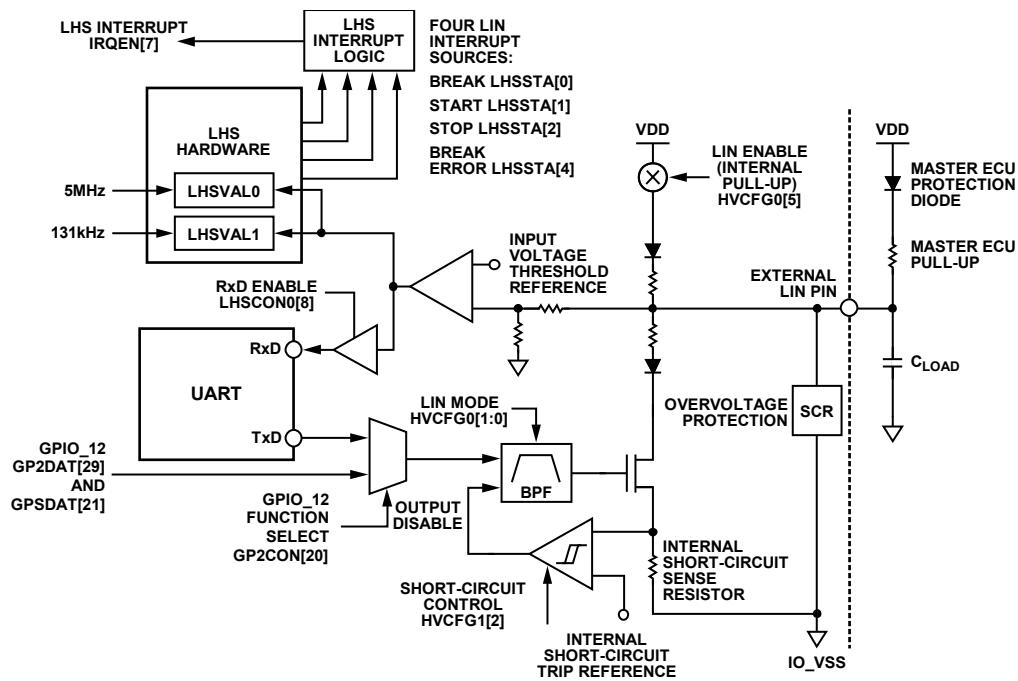 LHS INTERRUPT
IRQEN[7]
LHS
INTERRUPT
LOGIC
FOUR LIN
INTERRUPT
SOURCES:
BREAK LHSSTA[0]
START LHSSTA[1]
STOP LHSSTA[2]
BREAK
ERROR LHSSTA[4]
LHS
HARDWARE
5MHz
LHSVAL0
131kHz
LHSVAL1
VDD
LIN ENABLE
(INTERNAL
PULL-UP)
HVCFG0[5]
VDD
MASTER ECU
PROTECTION
DIODE
MASTER ECU
PULL-UP
INPUT
VOLTAGE
THRESHOLD
REFERENCE
EXTERNAL
LIN PIN
RxD ENABLE
LHSCON0[8]
RxD
UART
TxD
CLOAD
OVERVOLTAGE
PROTECTION
SCR
LIN MODE
HVCFG0[1:0]
BPF
GPIO_12
GP2DAT[29]
AND
GPSDAT[21]
GPIO_12
FUNCTION
SELECT
GP2CON[20]
OUTPUT
DISABLE
INTERNAL
SHORT-CIRCUIT
SENSE
RESISTOR
SHORT-CIRCUIT
CONTROL
HVCFG1[2]
INTERNAL
SHORT-CIRCUIT
TRIP REFERENCE
IO_VSS